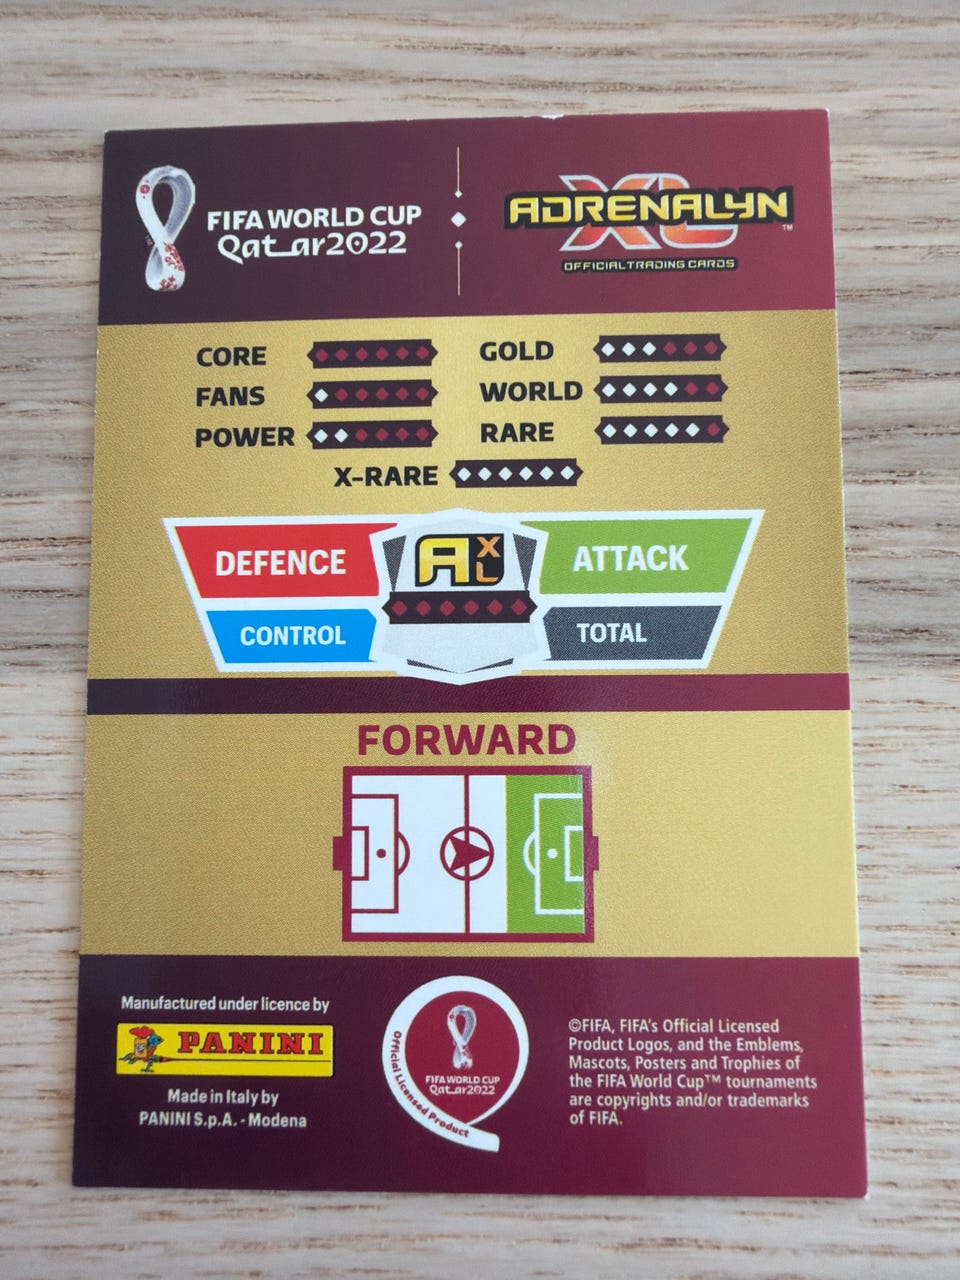 FIFA WORLD CUP
Qatar2022
ADRENALYN XL™
OFFICIAL TRADING CARDS
CORE
GOLD
FANS
WORLD
POWER
RARE
X-RARE
DEFENCE
AXL
ATTACK
CONTROL
TOTAL
FORWARD
Manufactured under licence by
PANINI
Made in Italy by
PANINI S.p.A. - Modena
FIFA WORLD CUP
Qatar2022
Official Licensed Product
©FIFA, FIFA's Official Licensed
Product Logos, and the Emblems,
Mascots, Posters and Trophies of
the FIFA World Cup™ tournaments
are copyrights and/or trademarks
of FIFA.